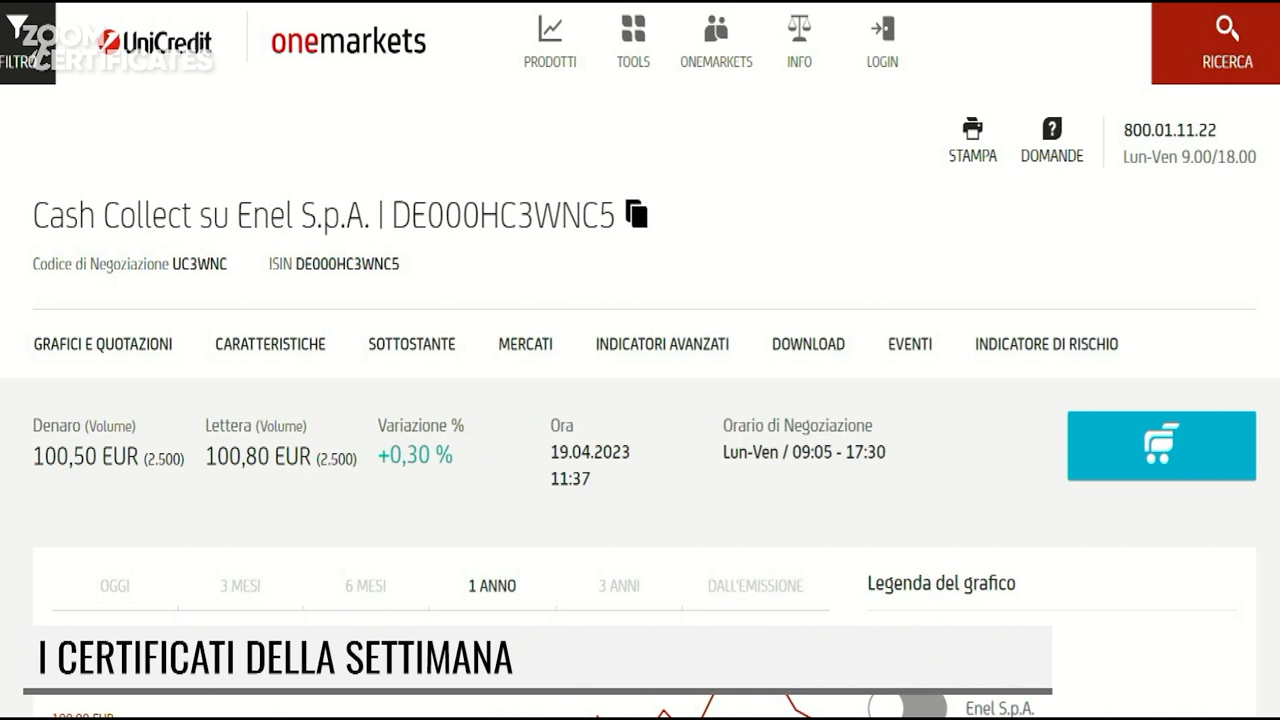 ZOOM
CERTIFICATES
FILTRO
UniCredit
onemarkets
PRODOTTI
TOOLS
ONEMARKETS
INFO
LOGIN
RICERCA
STAMPA
DOMANDE
800.01.11.22
Lun-Ven 9.00/18.00
Cash Collect su Enel S.p.A. | DE000HC3WNC5
Codice di Negoziazione UC3WNC ISIN DE000HC3WNC5
GRAFICI E QUOTAZIONI CARATTERISTICHE SOTTOSTANTE MERCATI INDICATORI AVANZATI DOWNLOAD EVENTI INDICATORE DI RISCHIO
Denaro (Volume) Lettera (Volume) Variazione % Ora Orario di Negoziazione
100,50 EUR (2.500) 100,80 EUR (2.500) +0,30 % 19.04.2023 Lun-Ven / 09:05 - 17:30
11:37
OGGI 3 MESI 6 MESI 1 ANNO 3 ANNI DALL'EMISSIONE
Legenda del grafico
I CERTIFICATI DELLA SETTIMANA
Enel S.p.A.